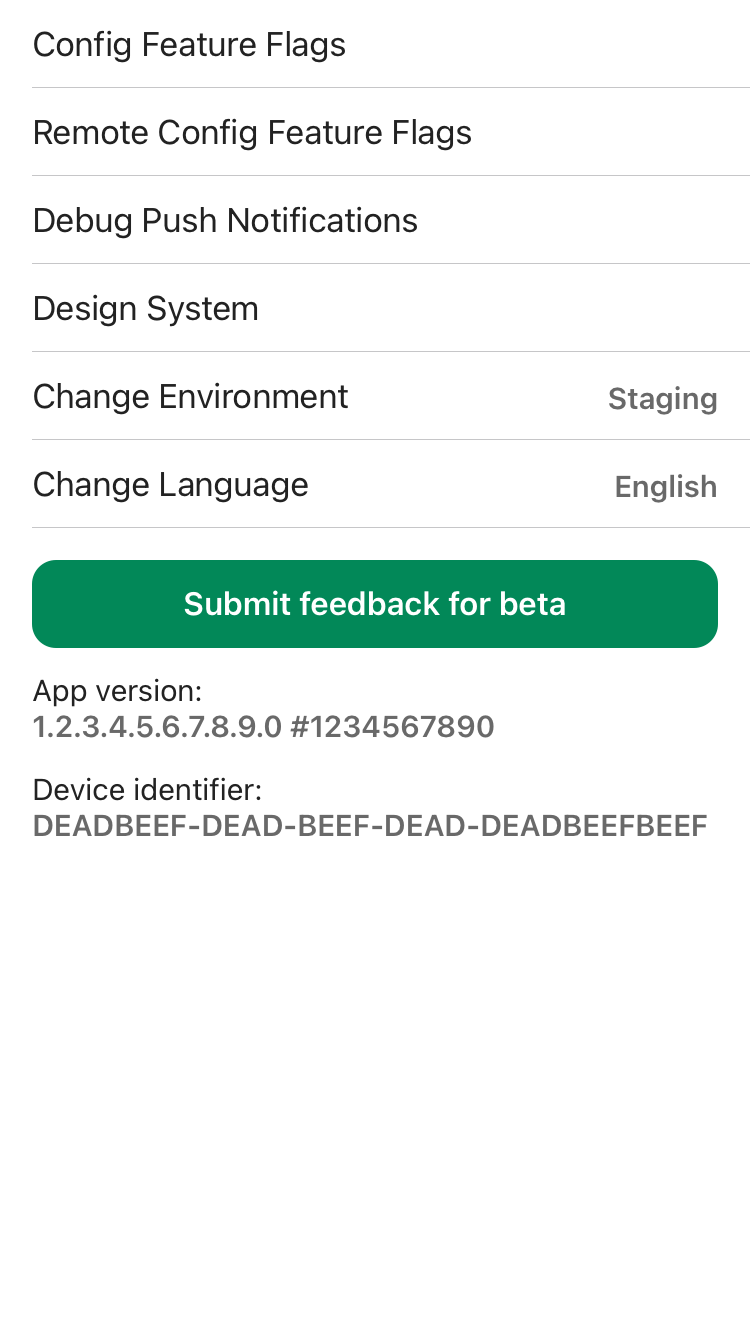 Config Feature Flags
Remote Config Feature Flags
Debug Push Notifications
Design System
Change Environment Staging
Change Language English
Submit feedback for beta
App version:
1.2.3.4.5.6.7.8.9.0 #1234567890
Device identifier:
DEADBEEF-DEAD-BEEF-DEAD-DEADBEEFBEEF